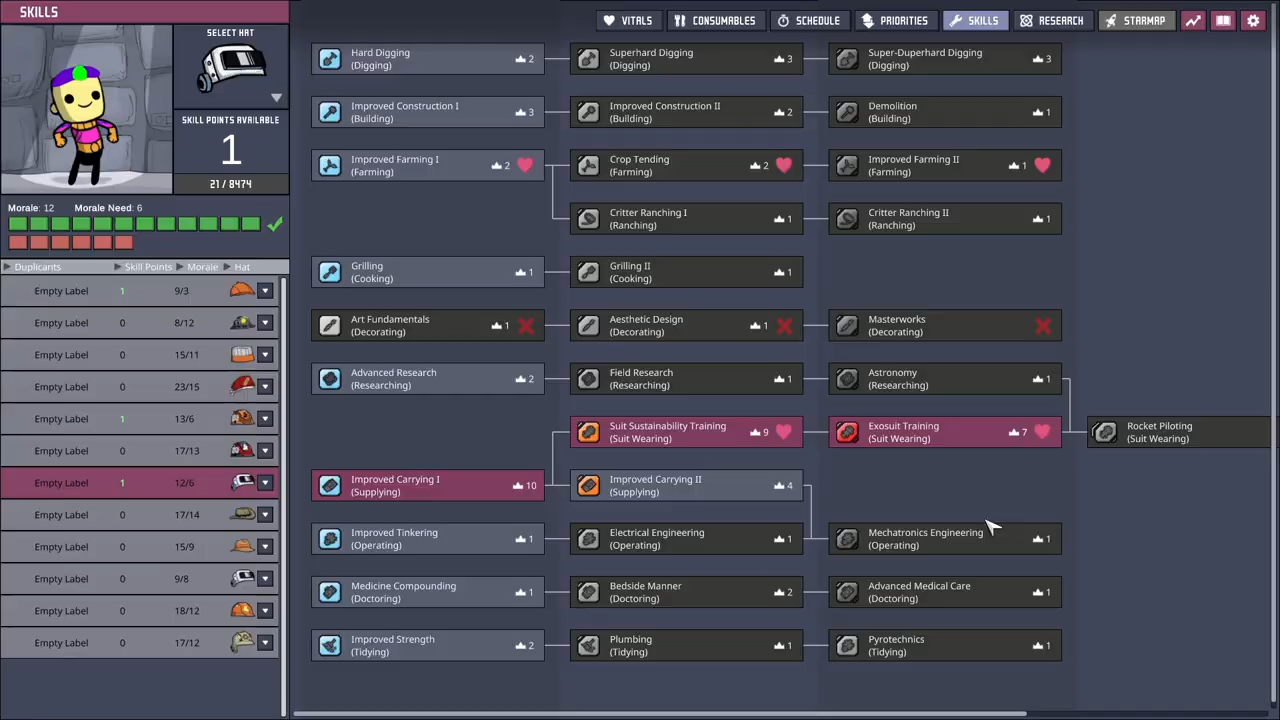 SKILLS
VITALS
CONSUMABLES
SCHEDULE
PRIORITIES
SKILLS
RESEARCH
STARMAP
SELECT HAT
SKILL POINTS AVAILABLE
1
21 / 8474
Morale: 12 Morale Need: 6
Duplicants Skill Points Morale Hat
Empty Label 1 9/3
Empty Label 0 8/12
Empty Label 0 15/11
Empty Label 0 23/15
Empty Label 1 13/6
Empty Label 0 17/13
Empty Label 1 12/6
Empty Label 0 17/14
Empty Label 0 15/9
Empty Label 0 9/8
Empty Label 0 18/12
Empty Label 0 17/12
Hard Digging
(Digging)
2
Superhard Digging
(Digging)
3
Super-Duperhard Digging
(Digging)
3
Improved Construction I
(Building)
3
Improved Construction II
(Building)
2
Demolition
(Building)
1
Improved Farming I
(Farming)
2
Crop Tending
(Farming)
2
Improved Farming II
(Farming)
1
Critter Ranching I
(Ranching)
1
Critter Ranching II
(Ranching)
1
Grilling
(Cooking)
1
Grilling II
(Cooking)
1
Art Fundamentals
(Decorating)
1
Aesthetic Design
(Decorating)
1
Masterworks
(Decorating)
Advanced Research
(Researching)
2
Field Research
(Researching)
1
Astronomy
(Researching)
1
Suit Sustainability Training
(Suit Wearing)
9
Exosuit Training
(Suit Wearing)
7
Rocket Piloting
(Suit Wearing)
Improved Carrying I
(Supplying)
10
Improved Carrying II
(Supplying)
4
Improved Tinkering
(Operating)
1
Electrical Engineering
(Operating)
1
Mechatronics Engineering
(Operating)
1
Medicine Compounding
(Doctoring)
1
Bedside Manner
(Doctoring)
2
Advanced Medical Care
(Doctoring)
1
Improved Strength
(Tidying)
2
Plumbing
(Tidying)
1
Pyrotechnics
(Tidying)
1